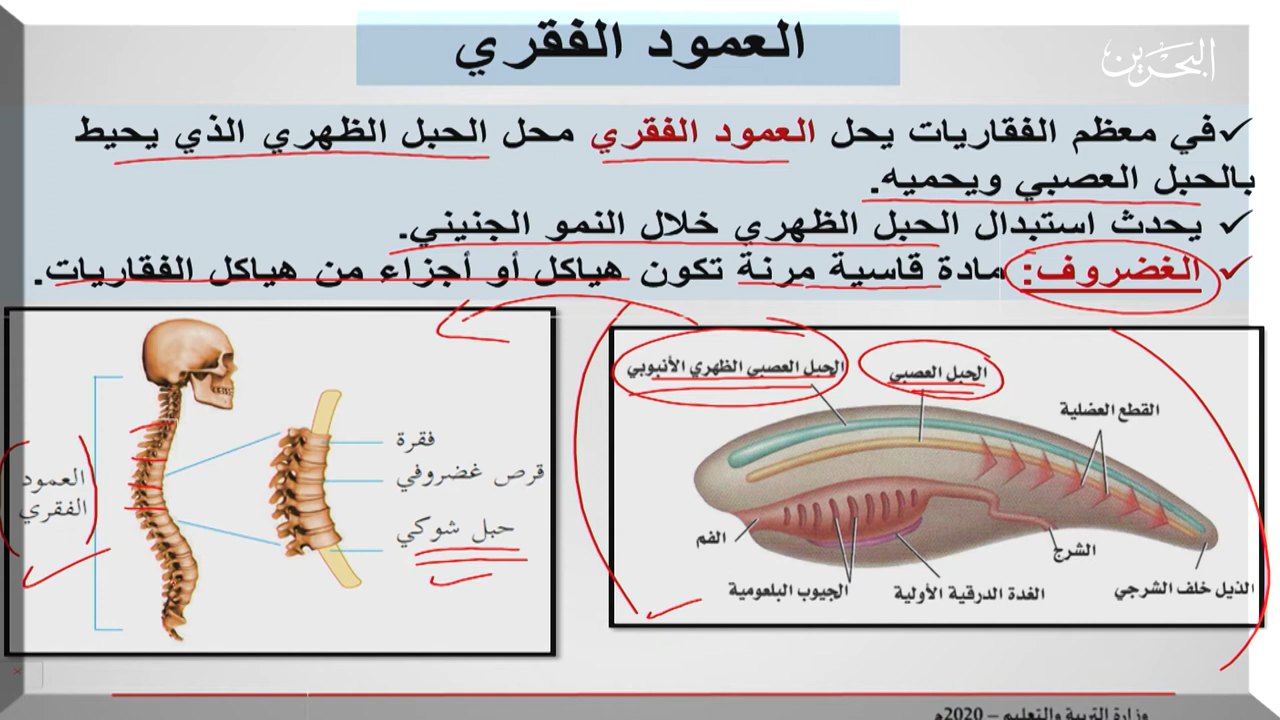 العمود الفقري
البحرين
✓في معظم الفقاريات يحل العمود الفقري محل الحبل الظهري الذي يحيط
بالحبل العصبي ويحميه.
✓ يحدث استبدال الحبل الظهري خلال النمو الجنيني.
✓ الغضروف: مادة قاسية مرنة تكون هياكل أو أجزاء من هياكل الفقاريات.
الحبل العصبي
الحبل العصبي الظهري الأنبوبي
القطع العضلية
الفم
الشرج
الجيوب البلعومية
الغدة الدرقية الأولية
الذيل خلف الشرجي
فقرة
قرص غضروفي
حبل شوكي
العمود
الفقري
وزارة التربية والتعليم – 2020م